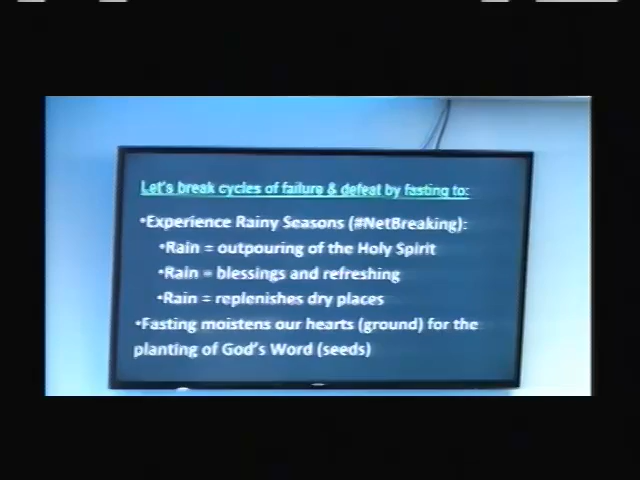 Let's break cycles of failure & defeat by fasting to:
•Experience Rainy Seasons (#NetBreaking):
•Rain = outpouring of the Holy Spirit
•Rain = blessings and refreshing
•Rain = replenishes dry places
•Fasting moistens our hearts (ground) for the
planting of God's Word (seeds)